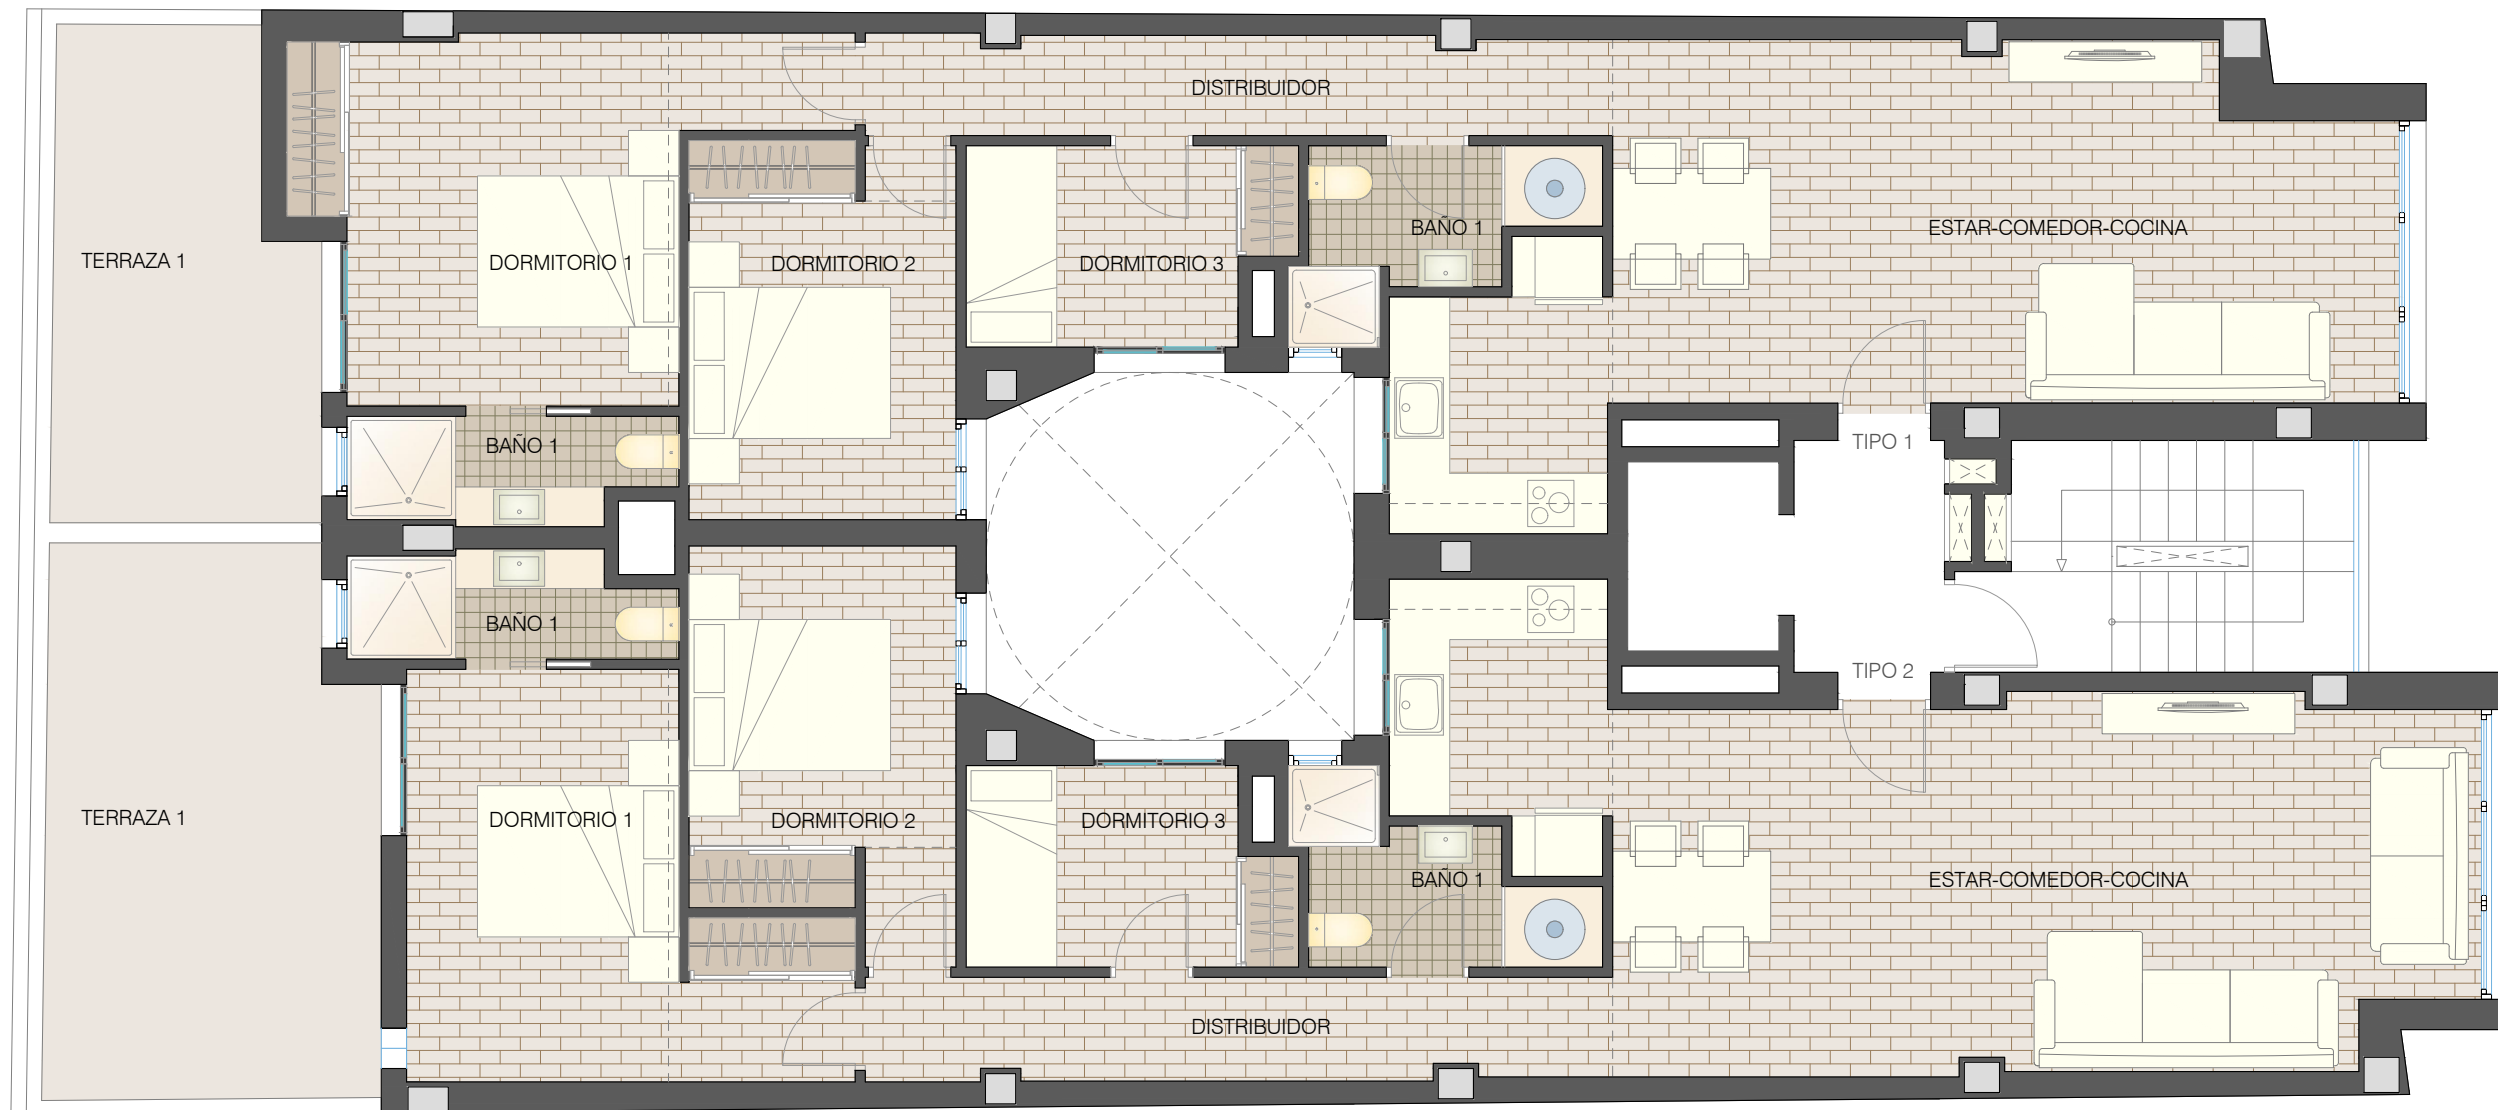 DISTRIBUIDOR
TERRAZA 1
DORMITORIO 1
DORMITORIO 2
DORMITORIO 3
BAÑO 1
ESTAR-COMEDOR-COCINA
BAÑO 1
TIPO 1
BAÑO 1
TIPO 2
TERRAZA 1
DORMITORIO 1
DORMITORIO 2
DORMITORIO 3
BAÑO 1
ESTAR-COMEDOR-COCINA
DISTRIBUIDOR